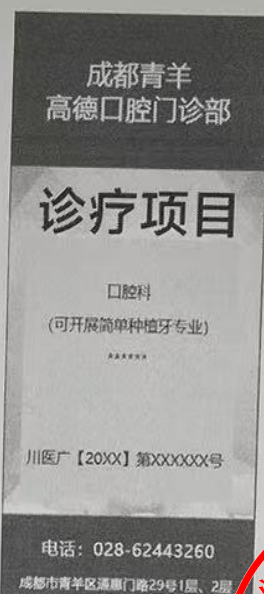 成都青羊
高德口腔门诊部
诊疗项目
口腔科
(可开展简单种植牙专业)
******
川医广【20XX】第XXXXXX号
电话：028-62443260
成都市青羊区通惠门路29号1层、2层